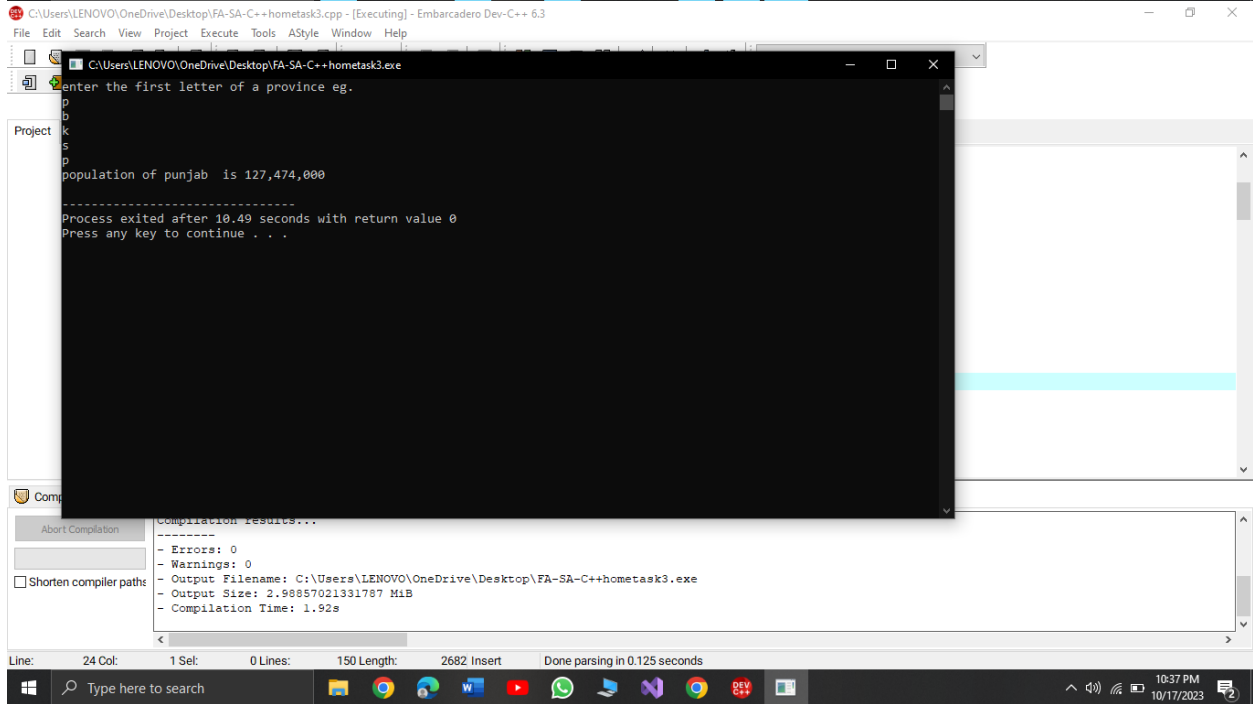 C:\Users\LENOVO\OneDrive\Desktop\FA-SA-C++hometask3.cpp - [Executing] - Embarcadero Dev-C++ 6.3
File Edit Search View Project Execute Tools AStyle Window Help
C:\Users\LENOVO\OneDrive\Desktop\FA-SA-C++hometask3.exe
enter the first letter of a province eg.
p
b
Project
k
s
p
population of punjab  is 127,474,000
--------------------------------
Process exited after 10.49 seconds with return value 0
Press any key to continue . . .
Compilation results...
Abort Compilation
--------
- Errors: 0
- Warnings: 0
Shorten compiler paths
- Output Filename: C:\Users\LENOVO\OneDrive\Desktop\FA-SA-C++hometask3.exe
- Output Size: 2.98857021331787 MiB
- Compilation Time: 1.92s
Line: 24 Col: 1 Sel: 0 Lines: 150 Length: 2682 Insert Done parsing in 0.125 seconds
Type here to search
DEV C++
10:37 PM
10/17/2023
2